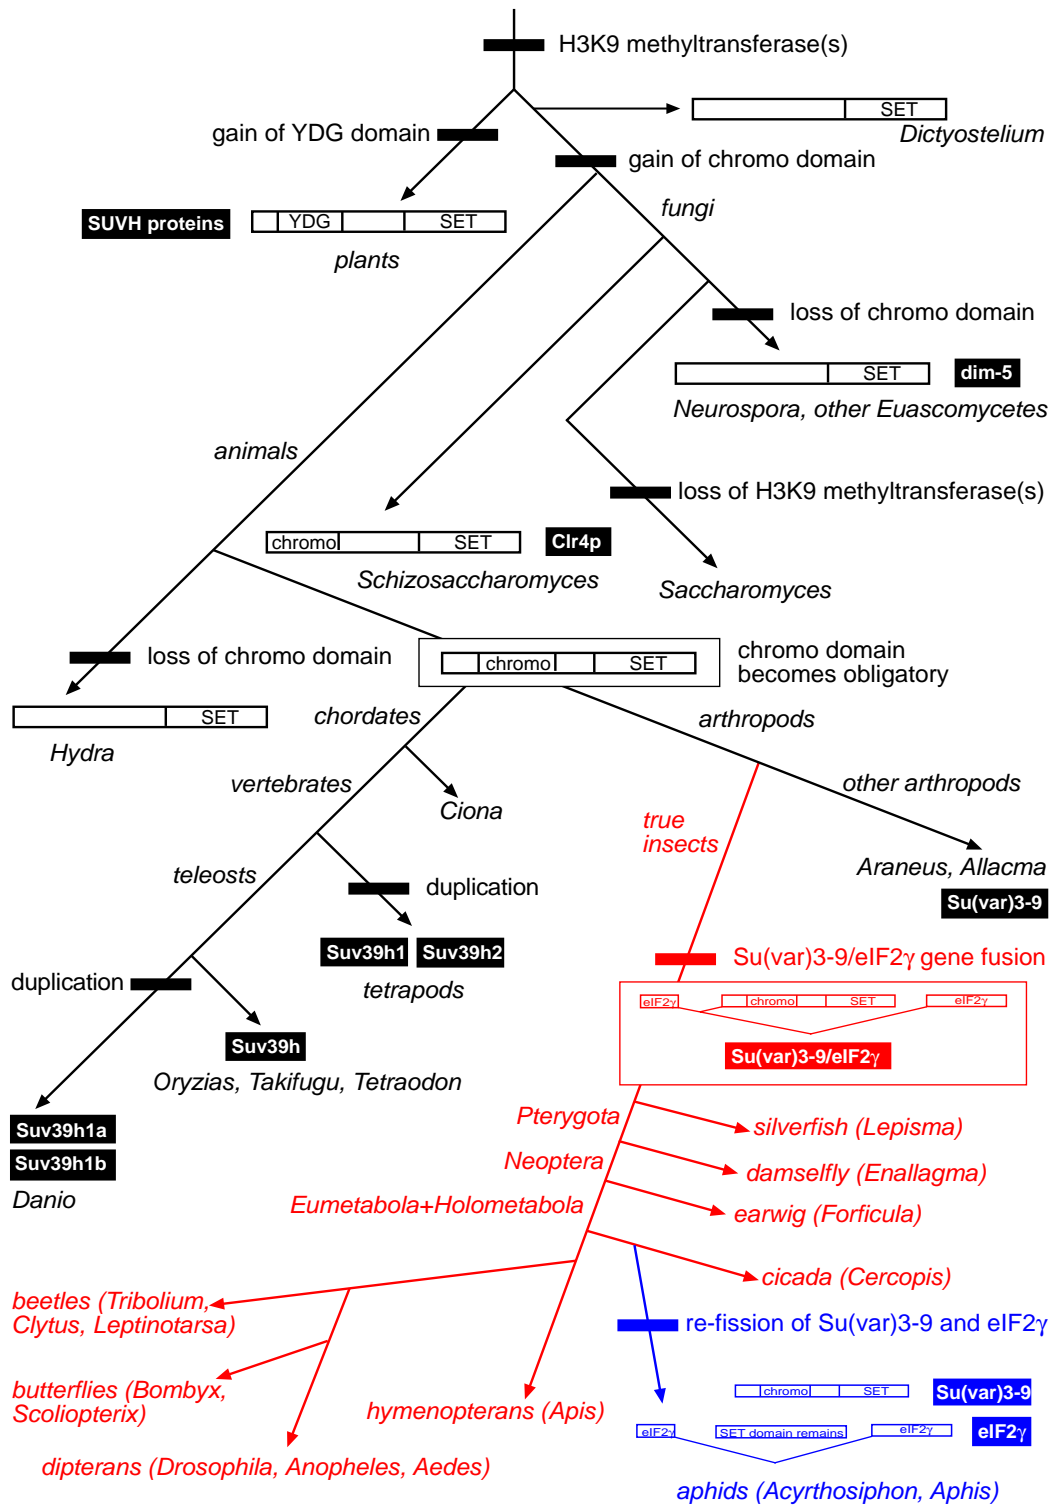 H3K9 methyltransferase(s)
SET
Dictyostelium
gain of YDG domain
gain of chromo domain
fungi
SUVH proteins
YDG
SET
plants
loss of chromo domain
SET
dim-5
Neurospora, other Euascomycetes
animals
loss of H3K9 methyltransferase(s)
chromo
SET
Clr4p
Schizosaccharomyces
Saccharomyces
loss of chromo domain
chromo
SET
chromo domain
becomes obligatory
SET
Hydra
chordates
arthropods
vertebrates
Ciona
other arthropods
true
insects
teleosts
duplication
Araneus, Allacma
Su(var)3-9
Suv39h1
Suv39h2
tetrapods
duplication
Su(var)3-9/eIF2γ gene fusion
eIF2γ
chromo
SET
eIF2γ
Su(var)3-9/eIF2γ
Suv39h
Oryzias, Takifugu, Tetraodon
Suv39h1a
Suv39h1b
Danio
Pterygota
silverfish (Lepisma)
Neoptera
damselfly (Enallagma)
Eumetabola+Holometabola
earwig (Forficula)
cicada (Cercopis)
beetles (Tribolium,
Clytus, Leptinotarsa)
re-fission of Su(var)3-9 and eIF2γ
butterflies (Bombyx,
Scoliopterix)
hymenopterans (Apis)
chromo
SET
Su(var)3-9
eIF2γ
SET domain remains
eIF2γ
eIF2γ
dipterans (Drosophila, Anopheles, Aedes)
aphids (Acyrthosiphon, Aphis)